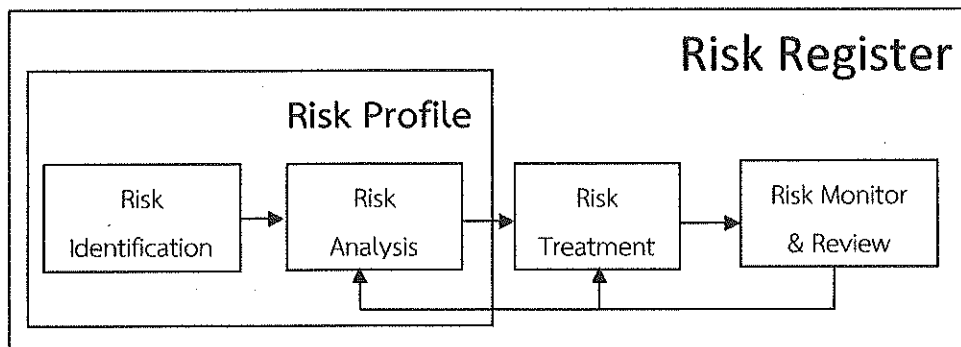 Risk Register
Risk Profile
Risk
Identification
Risk
Analysis
Risk
Treatment
Risk Monitor
& Review